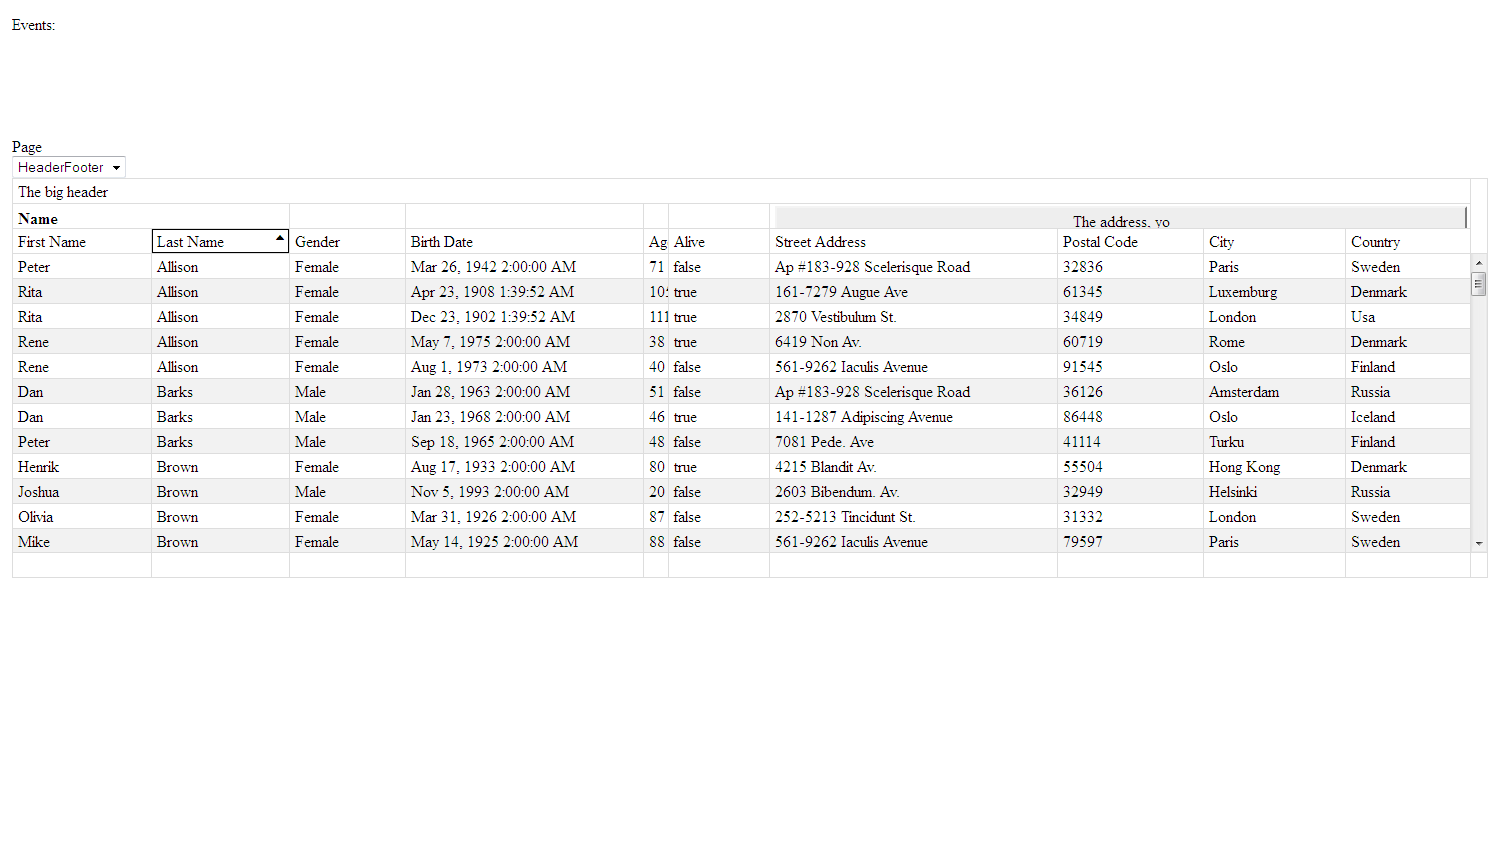 Events:
Page
HeaderFooter
The big header
Name The address, yo
First Name Last Name Gender Birth Date Ag Alive Street Address Postal Code City Country
Peter Allison Female Mar 26, 1942 2:00:00 AM 71 false Ap #183-928 Scelerisque Road 32836 Paris Sweden
Rita Allison Female Apr 23, 1908 1:39:52 AM 10 true 161-7279 Augue Ave 61345 Luxemburg Denmark
Rita Allison Female Dec 23, 1902 1:39:52 AM 111 true 2870 Vestibulum St. 34849 London Usa
Rene Allison Female May 7, 1975 2:00:00 AM 38 true 6419 Non Av. 60719 Rome Denmark
Rene Allison Female Aug 1, 1973 2:00:00 AM 40 false 561-9262 Iaculis Avenue 91545 Oslo Finland
Dan Barks Male Jan 28, 1963 2:00:00 AM 51 false Ap #183-928 Scelerisque Road 36126 Amsterdam Russia
Dan Barks Male Jan 23, 1968 2:00:00 AM 46 true 141-1287 Adipiscing Avenue 86448 Oslo Iceland
Peter Barks Male Sep 18, 1965 2:00:00 AM 48 false 7081 Pede. Ave 41114 Turku Finland
Henrik Brown Female Aug 17, 1933 2:00:00 AM 80 true 4215 Blandit Av. 55504 Hong Kong Denmark
Joshua Brown Male Nov 5, 1993 2:00:00 AM 20 false 2603 Bibendum. Av. 32949 Helsinki Russia
Olivia Brown Female Mar 31, 1926 2:00:00 AM 87 false 252-5213 Tincidunt St. 31332 London Sweden
Mike Brown Female May 14, 1925 2:00:00 AM 88 false 561-9262 Iaculis Avenue 79597 Paris Sweden